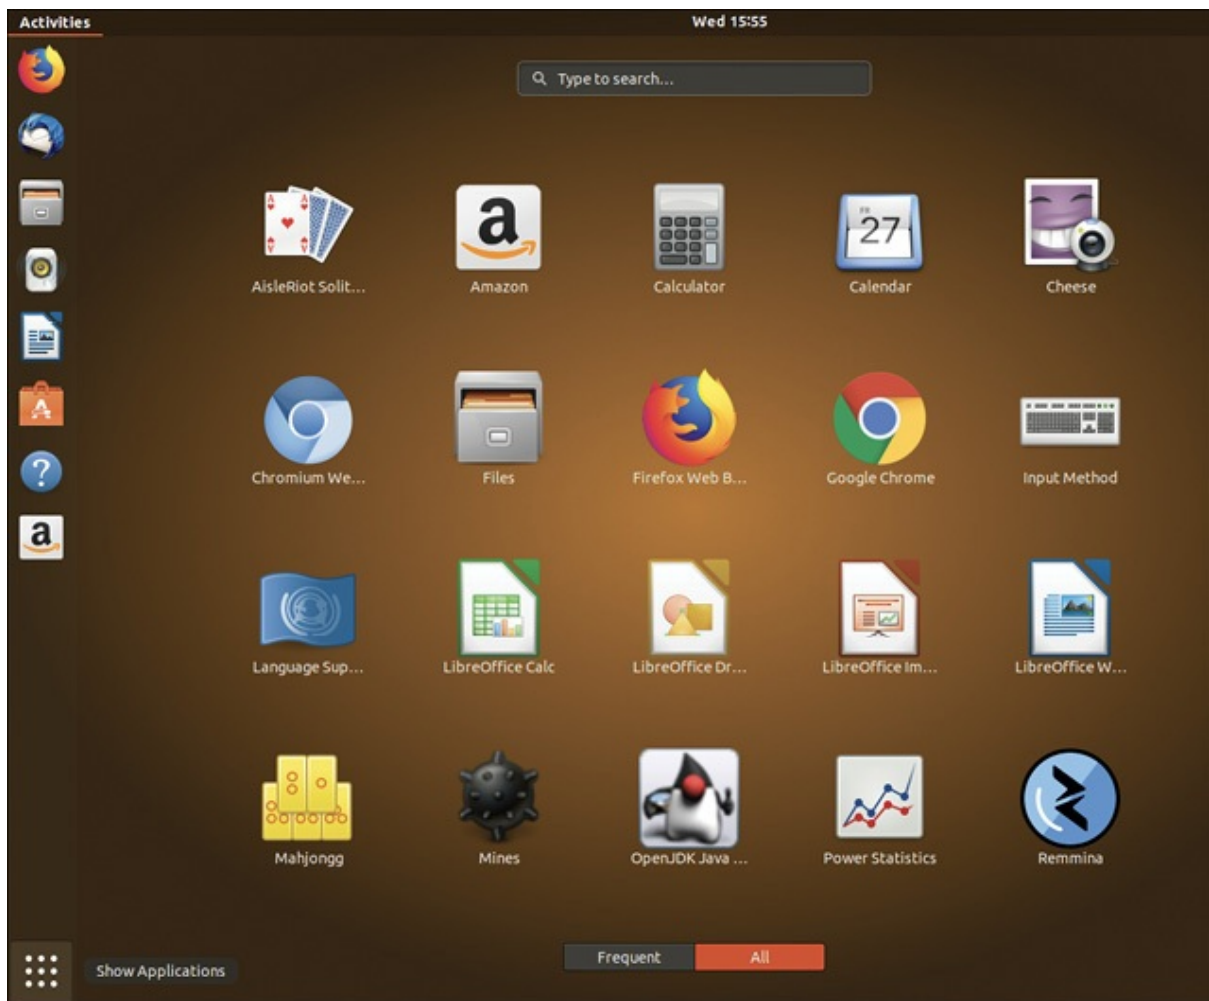 Activities
Wed 15:55
Type to search...
AisleRiot Solit...
Amazon
Calculator
Calendar
Cheese
Chromium We...
Files
Firefox Web B...
Google Chrome
Input Method
Language Sup...
LibreOffice Calc
LibreOffice Dr...
LibreOffice Im...
LibreOffice W...
Mahjongg
Mines
OpenJDK Java ...
Power Statistics
Remmina
Frequent
All
Show Applications